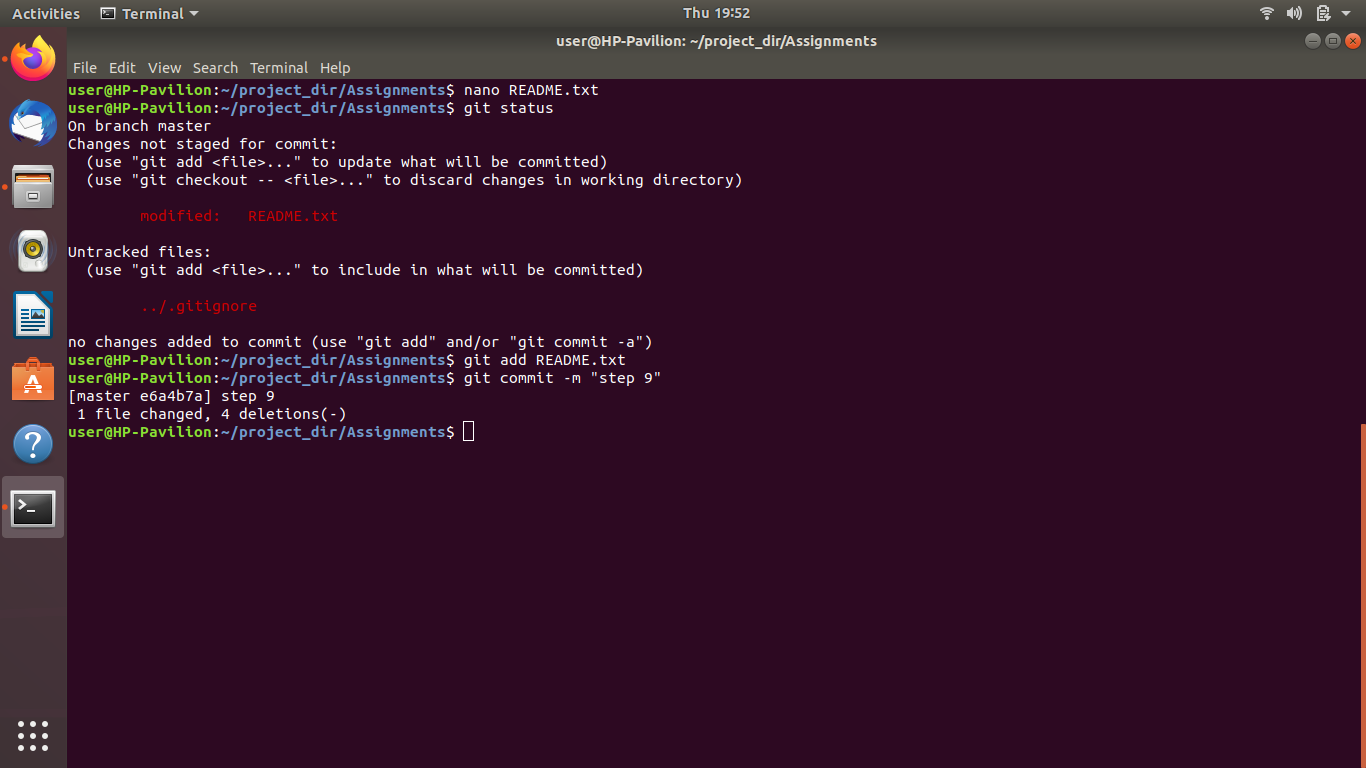 Activities Terminal Thu 19:52
user@HP-Pavilion: ~/project_dir/Assignments
File Edit View Search Terminal Help
user@HP-Pavilion:~/project_dir/Assignments$ nano README.txt
user@HP-Pavilion:~/project_dir/Assignments$ git status
On branch master
Changes not staged for commit:
  (use "git add <file>..." to update what will be committed)
  (use "git checkout -- <file>..." to discard changes in working directory)
        modified:   README.txt
Untracked files:
  (use "git add <file>..." to include in what will be committed)
        ../.gitignore
no changes added to commit (use "git add" and/or "git commit -a")
user@HP-Pavilion:~/project_dir/Assignments$ git add README.txt
user@HP-Pavilion:~/project_dir/Assignments$ git commit -m "step 9"
[master e6a4b7a] step 9
 1 file changed, 4 deletions(-)
user@HP-Pavilion:~/project_dir/Assignments$